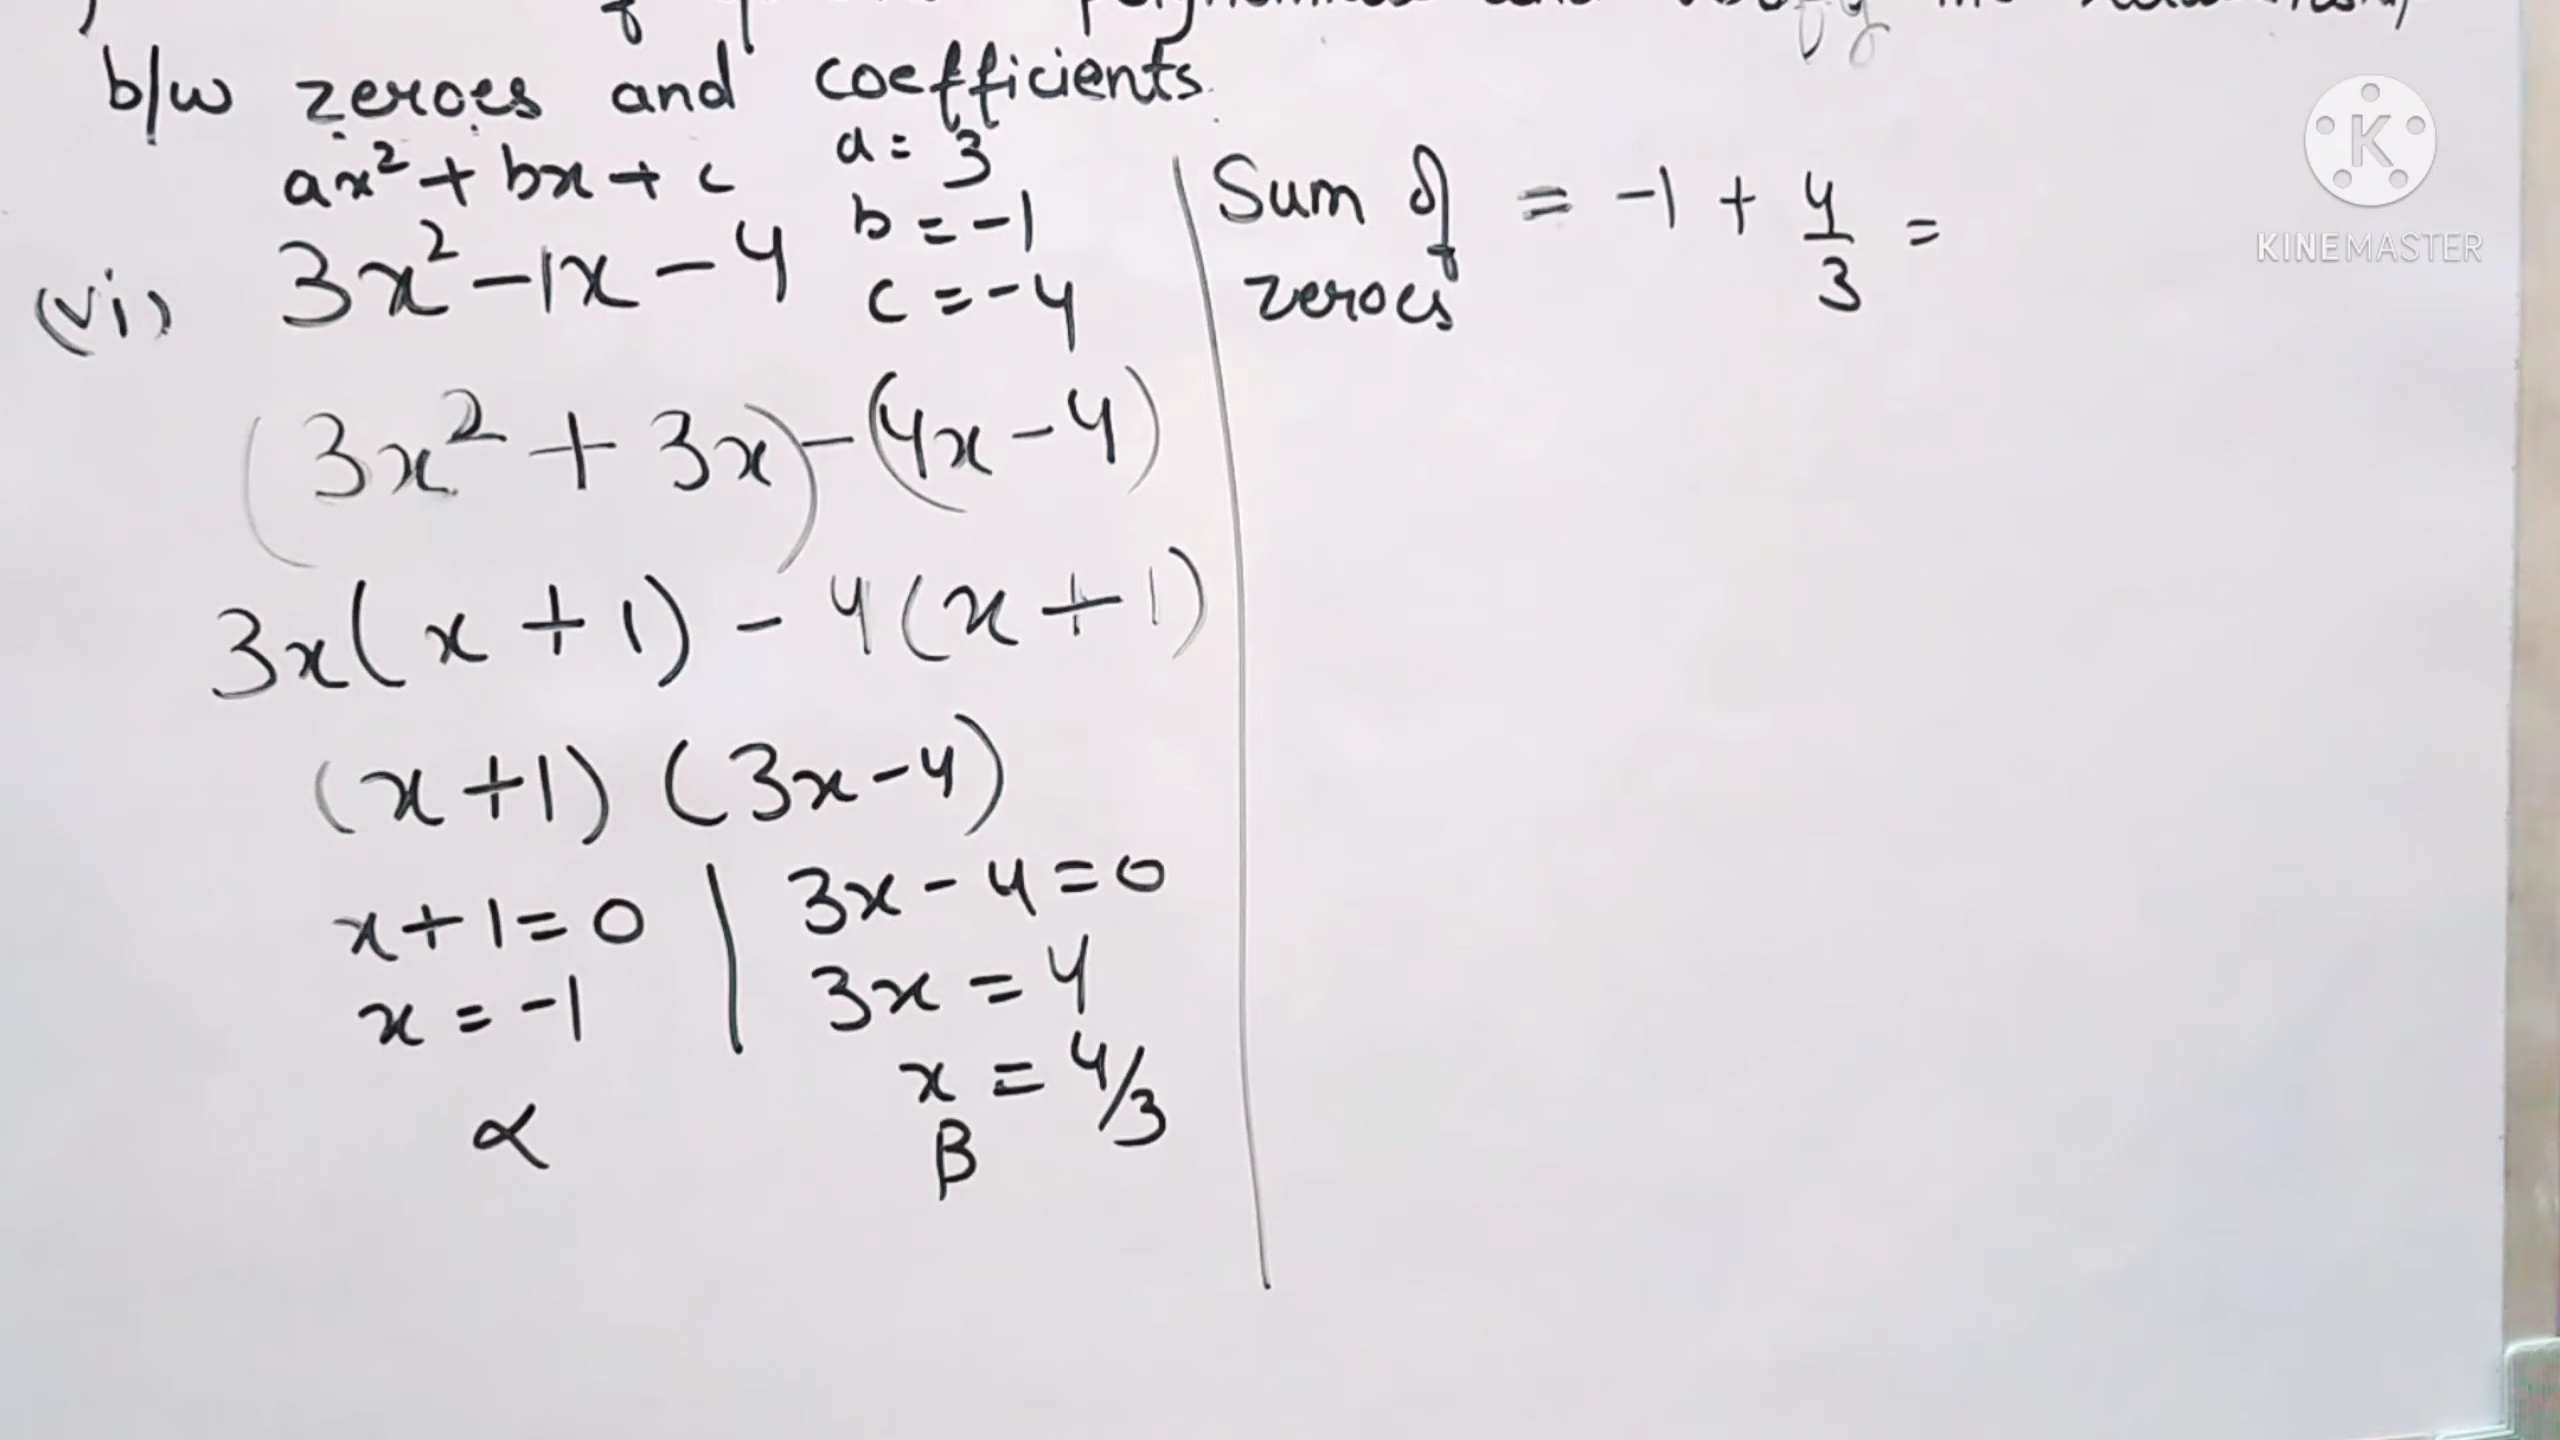 b/w zeroes and coefficients.
ax² + bx + c
a = 3
b = -1
c = -4
(vi) 3x² - 1x - 4
(3x² + 3x) - (4x - 4)
3x(x + 1) - 4(x + 1)
(x + 1) (3x - 4)
x + 1 = 0
x = -1
α
3x - 4 = 0
3x = 4
x = 4/3
β
Sum of zeroes = -1 + 4/3 =
K
KINEMASTER